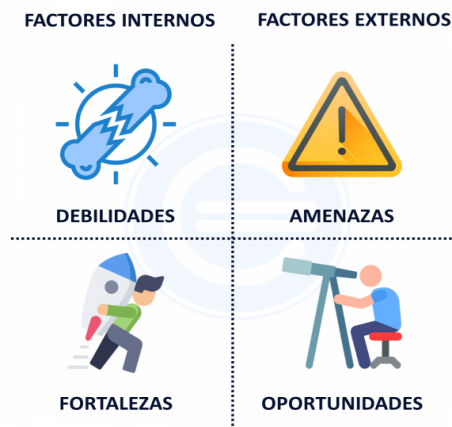 FACTORES INTERNOS
FACTORES EXTERNOS
DEBILIDADES
AMENAZAS
FORTALEZAS
OPORTUNIDADES